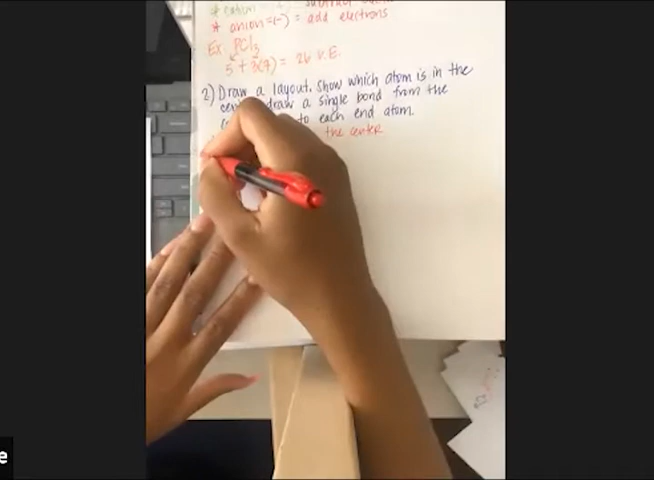 * cation
* anion=(-) = add electrons
Ex: PCl3
5 + 3(7) = 26 V.E.
2) Draw a layout. Show which atom is in the
draw a single bond from the
to each end atom.
the center
e